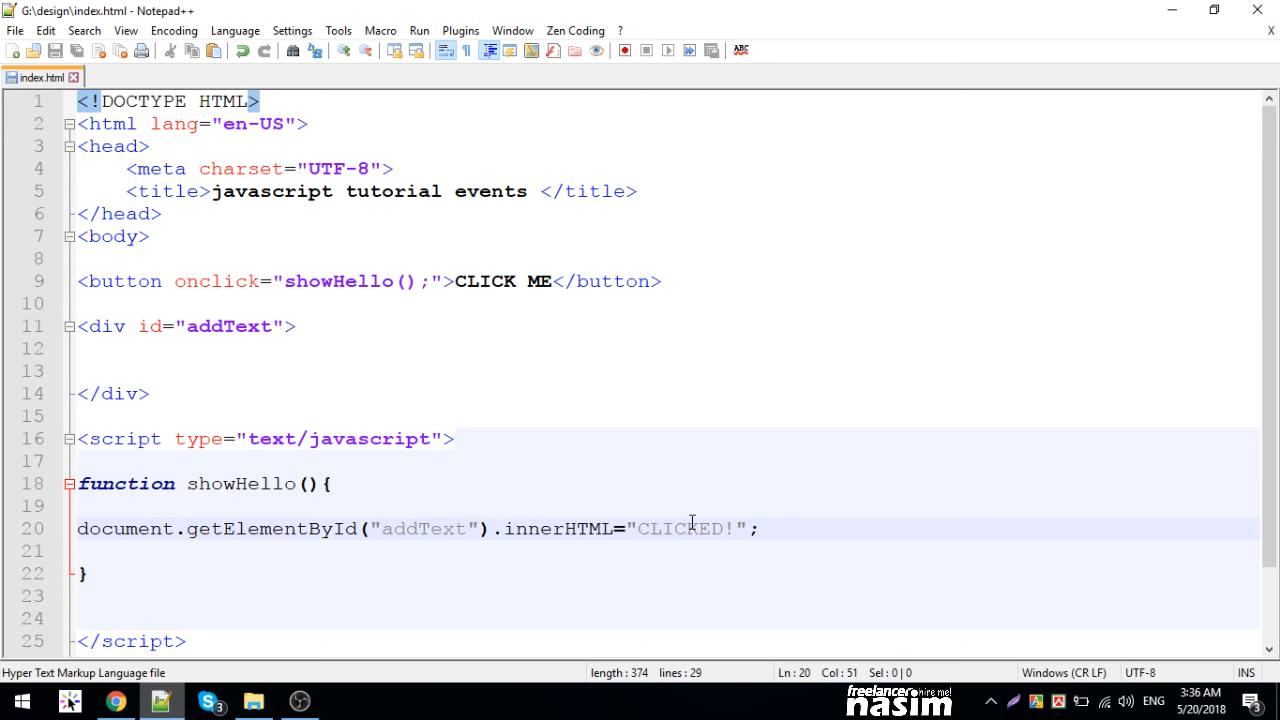 G:\design\index.html - Notepad++
File Edit Search View Encoding Language Settings Tools Macro Run Plugins Window Zen Coding ? X
ABC
index.html
1 <!DOCTYPE HTML>
2 <html lang="en-US">
3 <head>
4 <meta charset="UTF-8">
5 <title>javascript tutorial events </title>
6 </head>
7 <body>
8
9 <button onclick="showHello();">CLICK ME</button>
10
11 <div id="addText">
12
13
14 </div>
15
16 <script type="text/javascript">
17
18 function showHello(){
19
20 document.getElementById("addText").innerHTML="CLICKED!";
21
22 }
23
24
25 </script>
Hyper Text Markup Language file length : 374 lines : 29 Ln : 20 Col : 51 Sel : 0 | 0 Windows (CR LF) UTF-8 INS
3 ENG 3:36 AM 3
5/20/2018
nasim